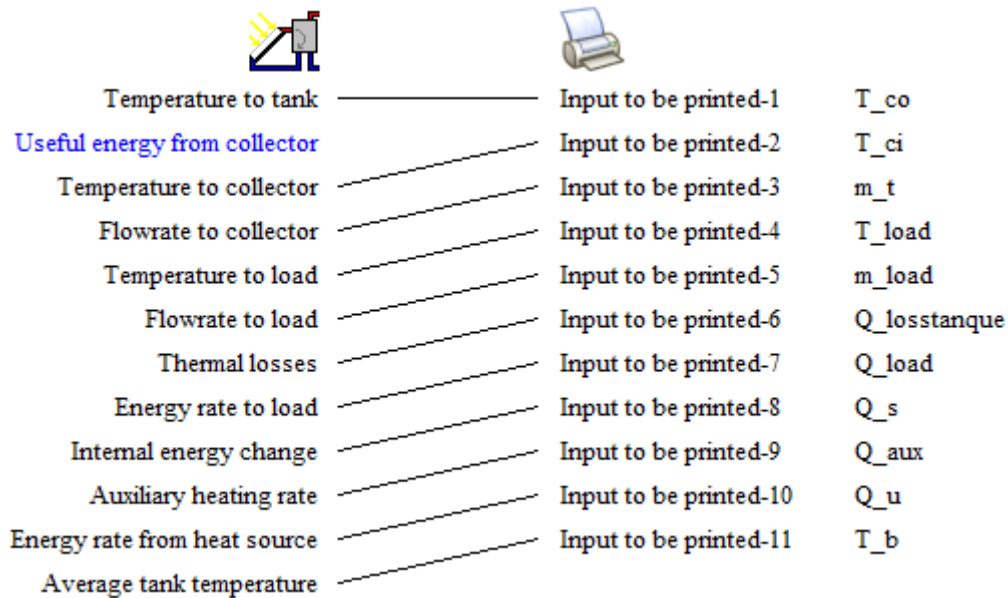 Temperature to tank Input to be printed-1 T_co
Useful energy from collector Input to be printed-2 T_ci
Temperature to collector Input to be printed-3 m_t
Flowrate to collector Input to be printed-4 T_load
Temperature to load Input to be printed-5 m_load
Flowrate to load Input to be printed-6 Q_losstanque
Thermal losses Input to be printed-7 Q_load
Energy rate to load Input to be printed-8 Q_s
Internal energy change Input to be printed-9 Q_aux
Auxiliary heating rate Input to be printed-10 Q_u
Energy rate from heat source Input to be printed-11 T_b
Average tank temperature